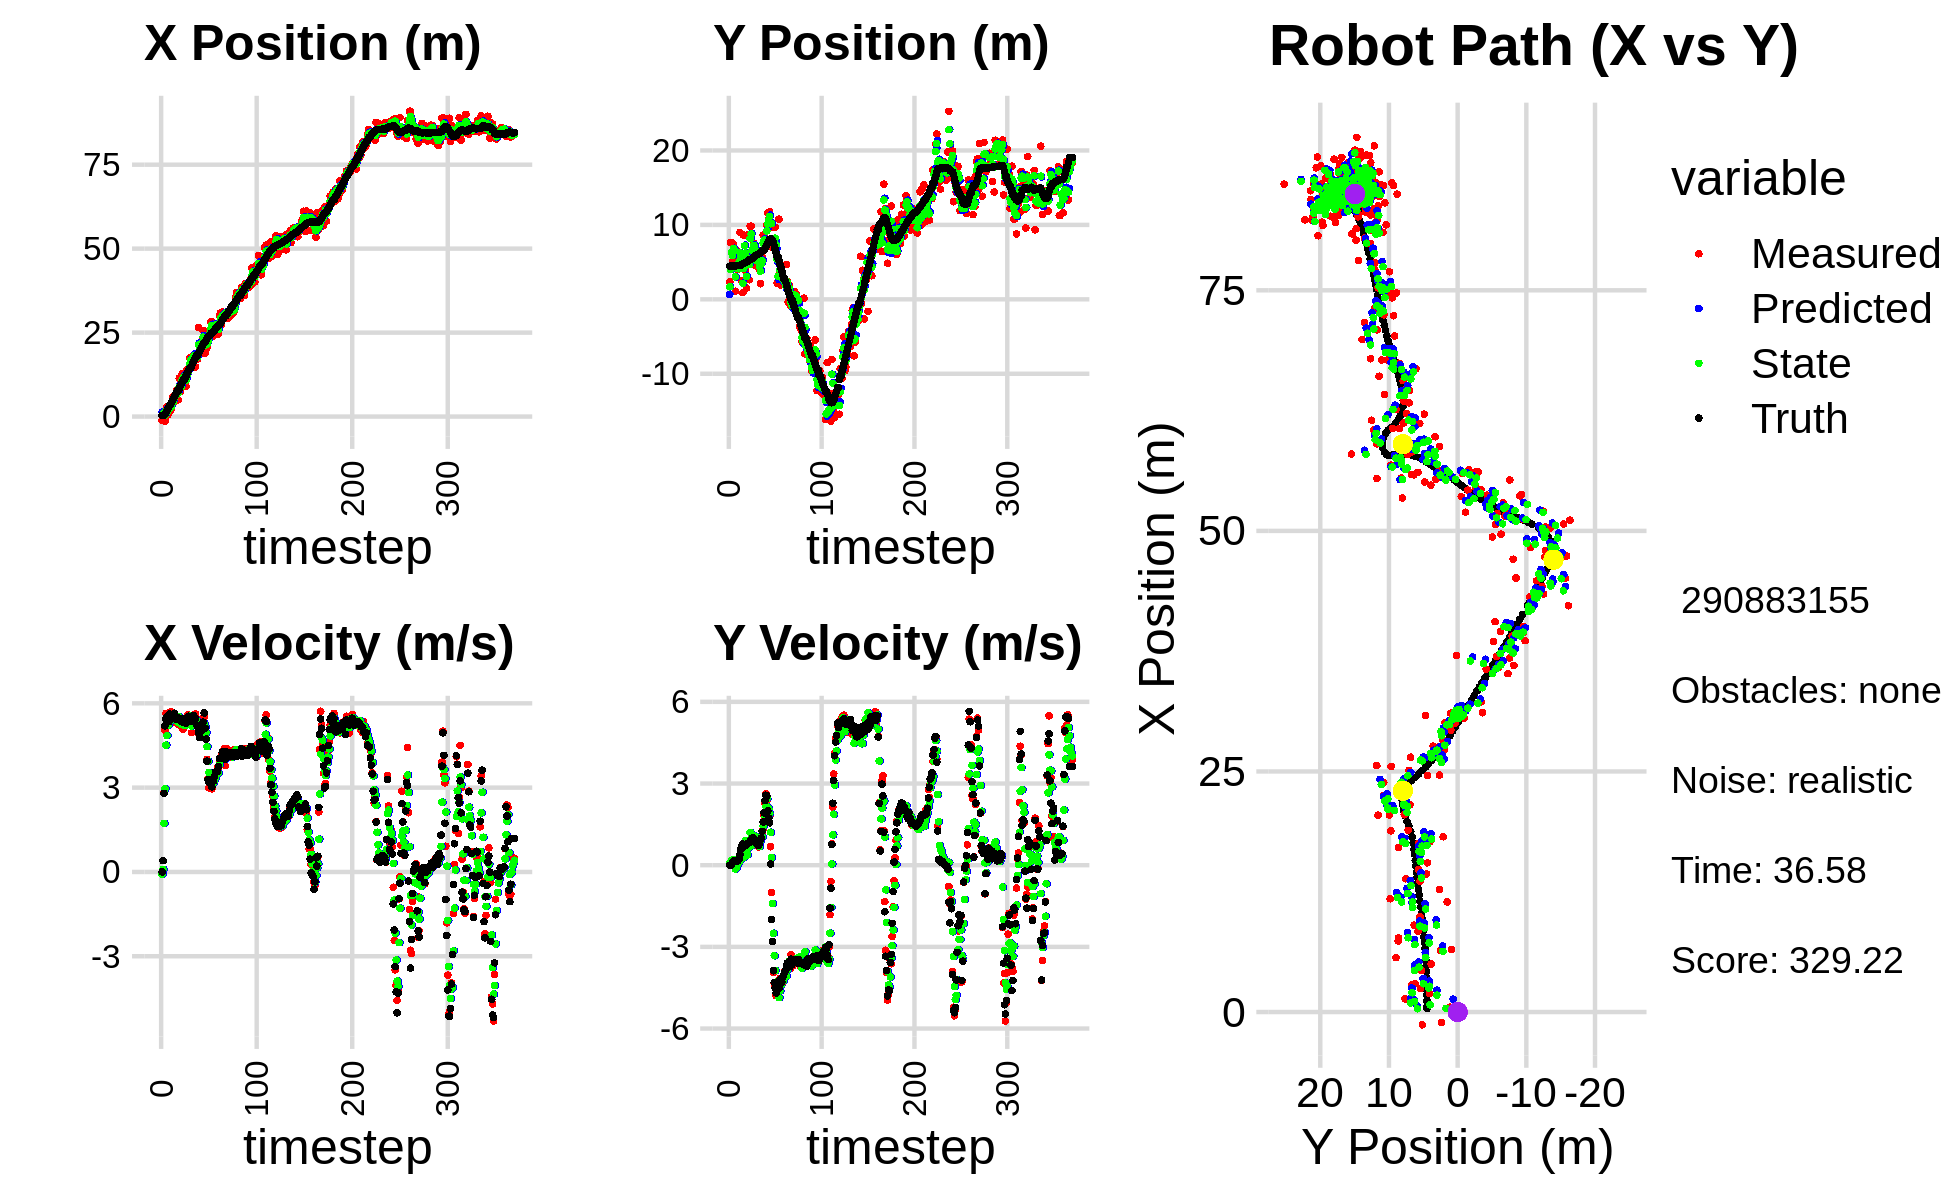 X Position (m)
75
50
25
0
0
100
200
300
timestep
Y Position (m)
20
10
0
-10
0
100
200
300
timestep
X Velocity (m/s)
6
3
0
-3
0
100
200
300
timestep
Y Velocity (m/s)
6
3
0
-3
-6
0
100
200
300
timestep
Robot Path (X vs Y)
X Position (m)
75
50
25
0
20 10 0 -10 -20
Y Position (m)
variable
Measured
Predicted
State
Truth
290883155
Obstacles: none
Noise: realistic
Time: 36.58
Score: 329.22